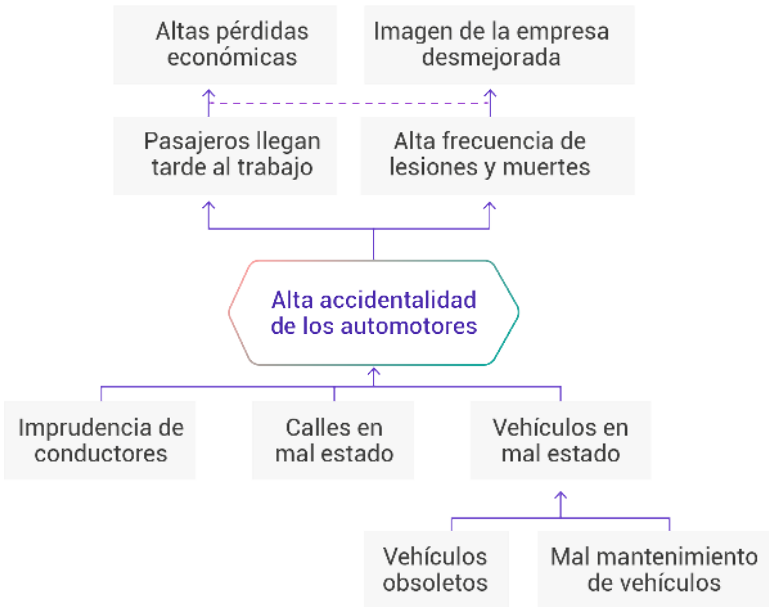 Altas pérdidas
económicas
Imagen de la empresa
desmejorada
Pasajeros llegan
tarde al trabajo
Alta frecuencia de
lesiones y muertes
Alta accidentalidad
de los automotores
Imprudencia de
conductores
Calles en
mal estado
Vehículos en
mal estado
Vehículos
obsoletos
Mal mantenimiento
de vehículos